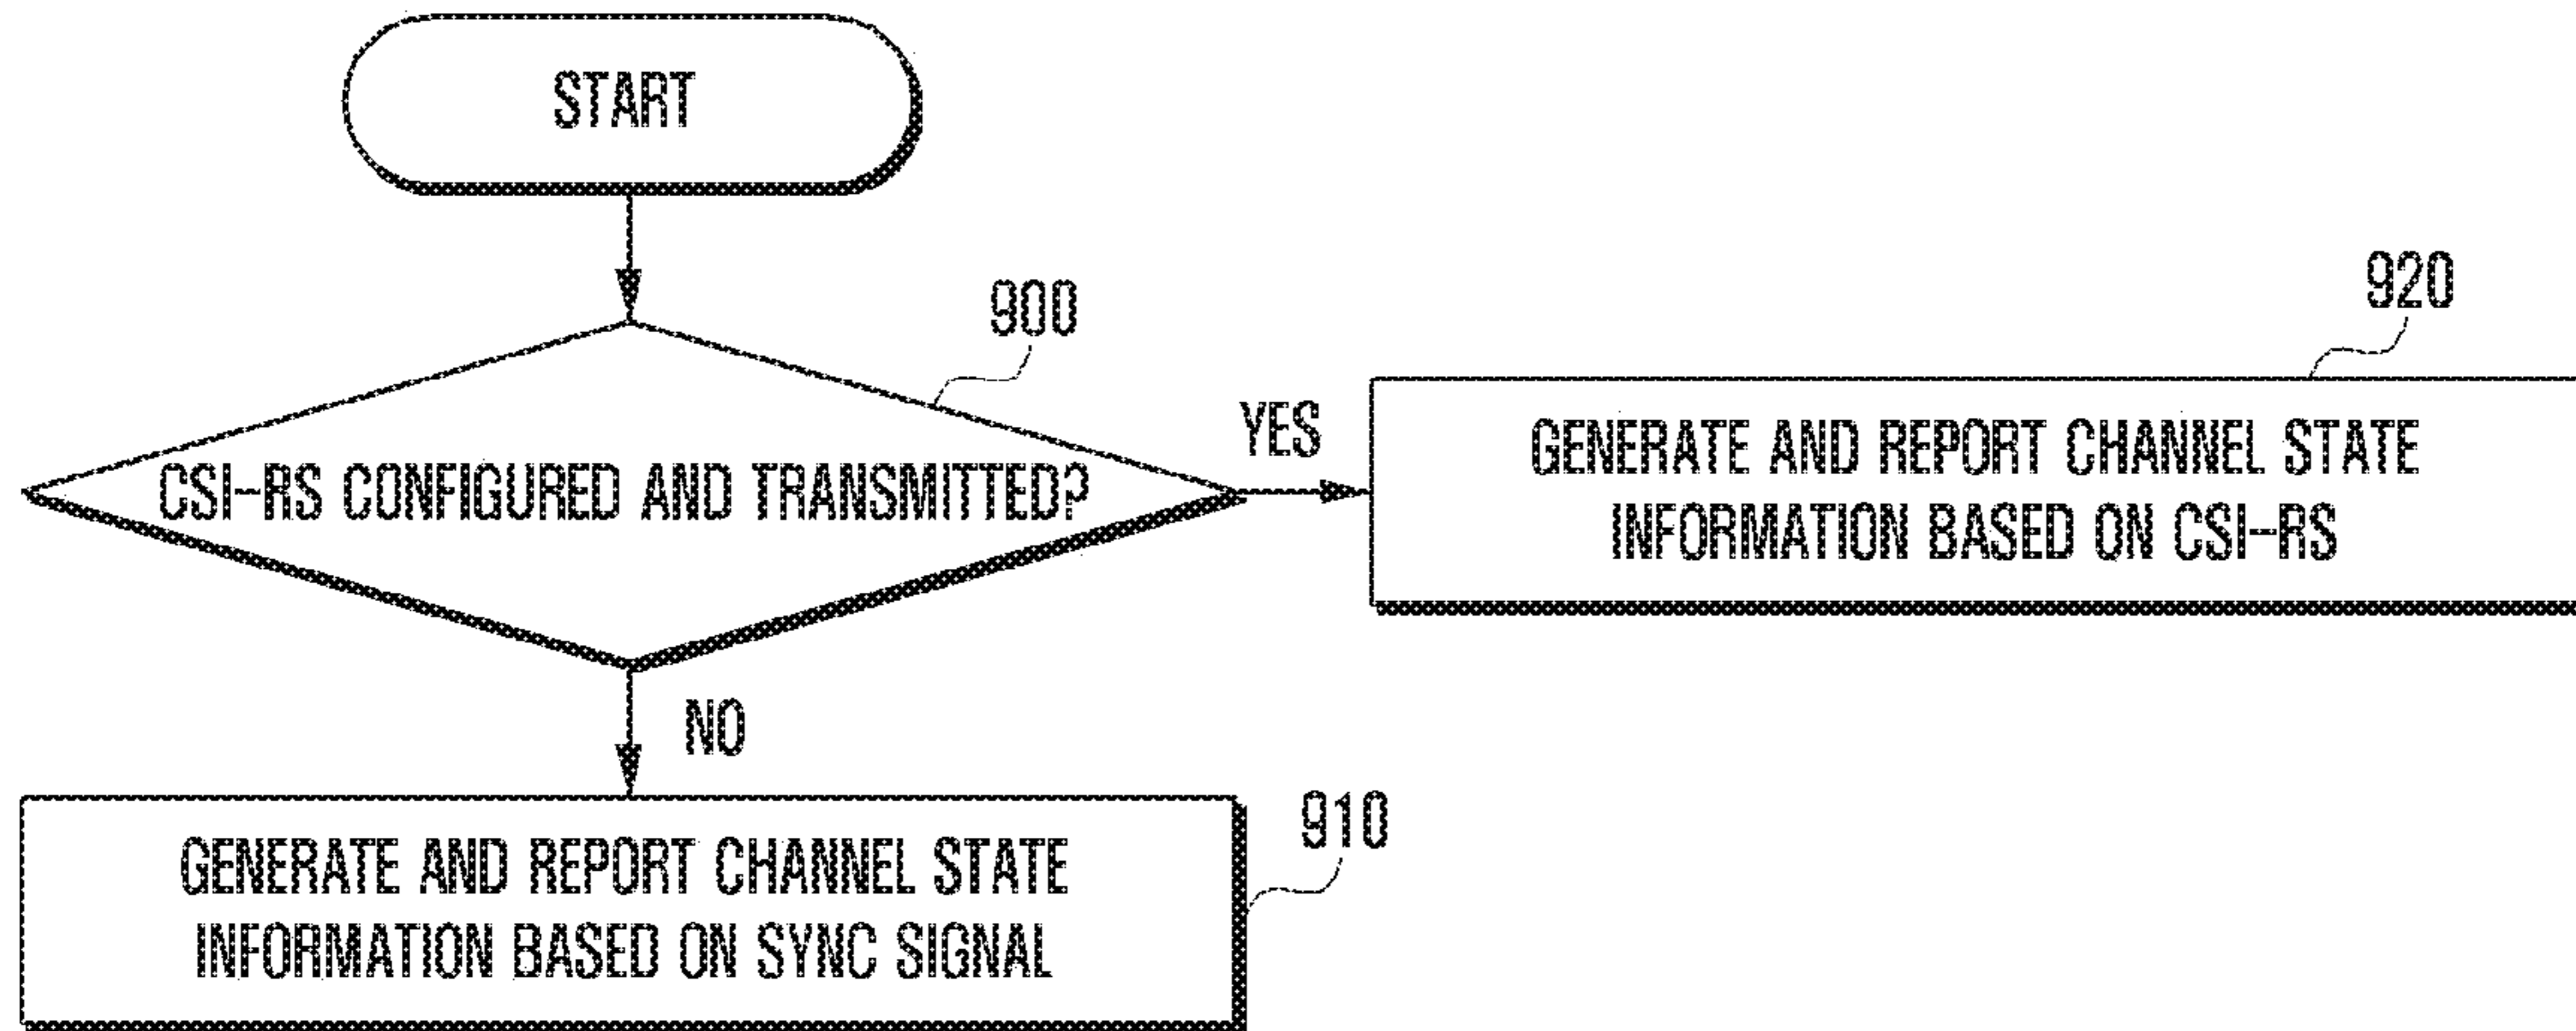 START
900
CSI-RS CONFIGURED AND TRANSMITTED?
YES
920
GENERATE AND REPORT CHANNEL STATE
INFORMATION BASED ON CSI-RS
NO
910
GENERATE AND REPORT CHANNEL STATE
INFORMATION BASED ON SYNC SIGNAL